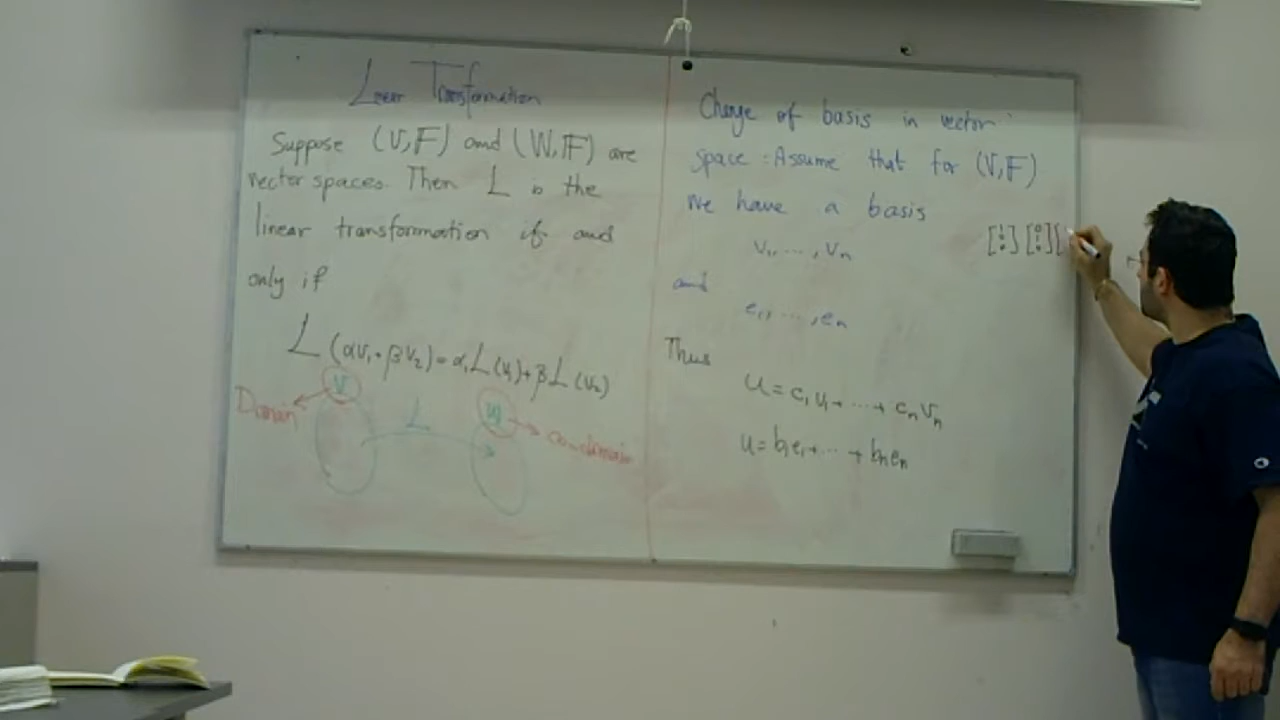 Linear Transformation
Suppose (V,F) and (W,F) are
vector spaces. Then L is the
linear transformation if and
only if
L(αv₁+βv₂)=α,L(v₁)+βL(v₂)
V
Domain
L
W
co-domain
Change of basis in vector
space : Assume that for (V,F)
we have a basis
v₁, ..., vₙ
and
e₁, ..., eₙ
Thus
u = c₁v₁+ ... + cₙvₙ
u = b₁e₁+ ... + bₙeₙ